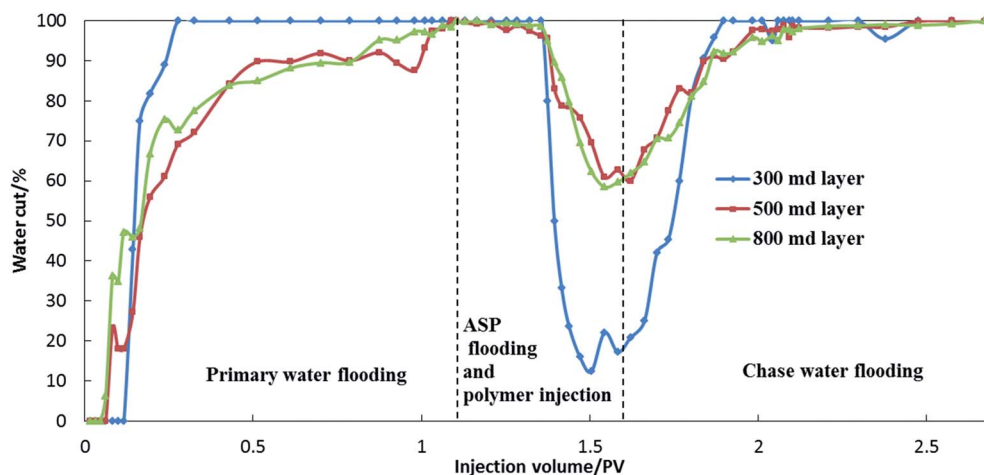 100
90
80
70
60
50
40
30
20
10
0
Water cut/%
0
0.5
1
1.5
2
2.5
Injection volume/PV
Primary water flooding
ASP
flooding
and
polymer injection
Chase water flooding
300 md layer
500 md layer
800 md layer